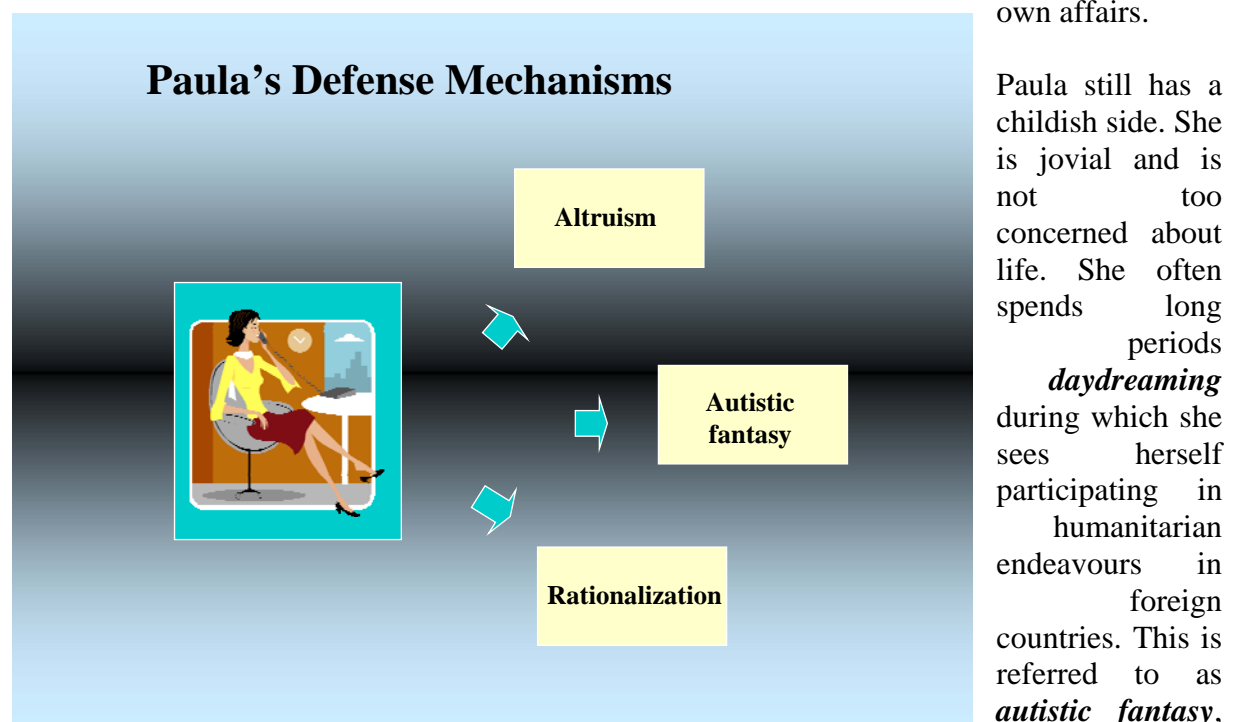 Paula's Defense Mechanisms
Altruism
Autistic
fantasy
Rationalization
own affairs.
Paula still has a
childish side. She
is jovial and is
not too
concerned about
life. She often
spends long
periods
daydreaming
during which she
sees herself
participating in
humanitarian
endeavours in
foreign
countries. This is
referred to as
autistic fantasy,